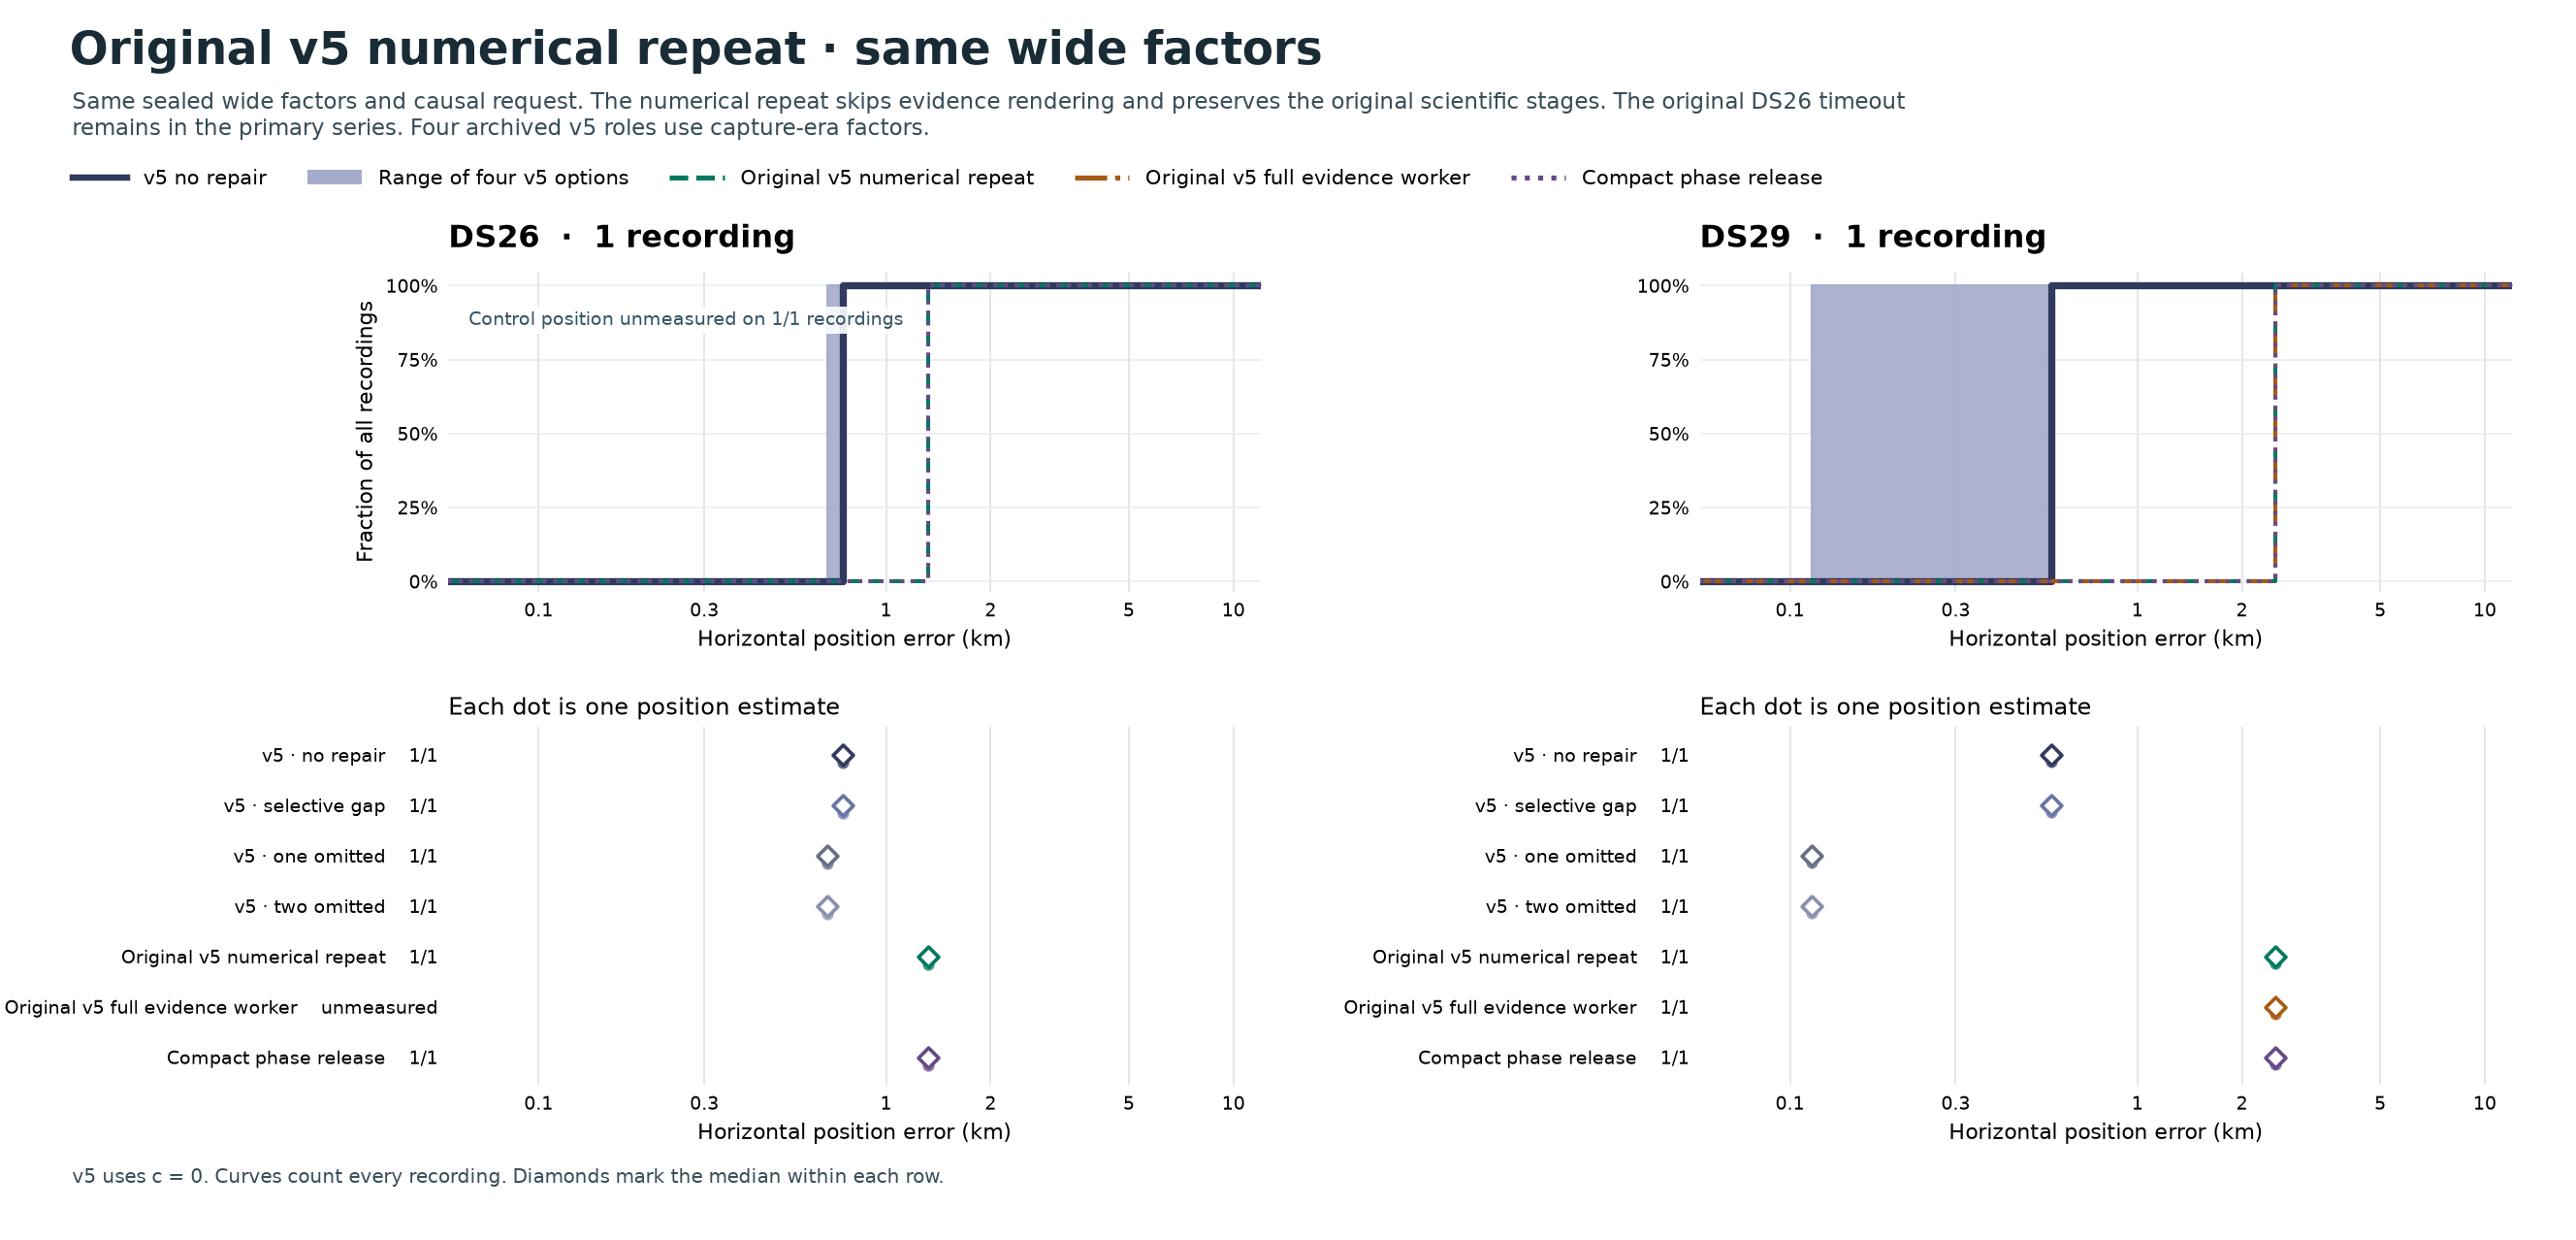 Original v5 numerical repeat · same wide factors
Same sealed wide factors and causal request. The numerical repeat skips evidence rendering and preserves the original scientific stages. The original DS26 timeout
remains in the primary series. Four archived v5 roles use capture-era factors.
v5 no repair
Range of four v5 options
Original v5 numerical repeat
Original v5 full evidence worker
Compact phase release
DS26 · 1 recording
Fraction of all recordings
100%
75%
50%
25%
0%
Control position unmeasured on 1/1 recordings
0.1 0.3 1 2 5 10
Horizontal position error (km)
DS29 · 1 recording
100%
75%
50%
25%
0%
0.1 0.3 1 2 5 10
Horizontal position error (km)
Each dot is one position estimate
v5 · no repair 1/1
v5 · selective gap 1/1
v5 · one omitted 1/1
v5 · two omitted 1/1
Original v5 numerical repeat 1/1
Original v5 full evidence worker unmeasured
Compact phase release 1/1
0.1 0.3 1 2 5 10
Horizontal position error (km)
Each dot is one position estimate
v5 · no repair 1/1
v5 · selective gap 1/1
v5 · one omitted 1/1
v5 · two omitted 1/1
Original v5 numerical repeat 1/1
Original v5 full evidence worker 1/1
Compact phase release 1/1
0.1 0.3 1 2 5 10
Horizontal position error (km)
v5 uses c = 0. Curves count every recording. Diamonds mark the median within each row.